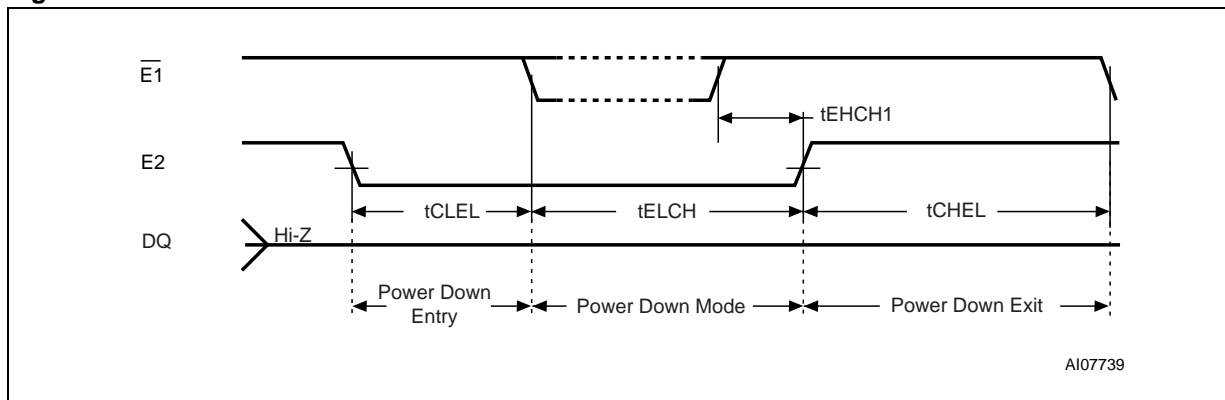 E1
tEHCH1
E2
tCLEL
tELCH
tCHEL
DQ
Hi-Z
Power Down
Entry
Power Down Mode
Power Down Exit
AI07739